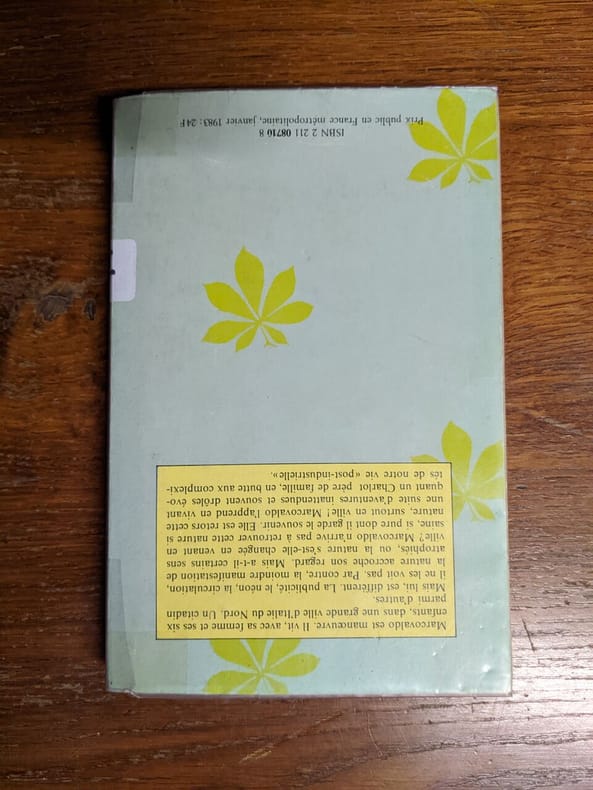 Marcovaldo est manœuvre. Il vit, avec sa femme et ses six
enfants, dans une grande ville d'Italie du Nord. Un citadin
parmi d'autres.
Mais lui, est différent. La publicité, le néon, la circulation,
il ne les voit pas. Par contre, la moindre manifestation de
la nature accroche son regard. Mais a-t-il certains sens
atrophiés, ou la nature s'est-elle changée en venant en
ville? Marcovaldo n'arrive pas à retrouver cette nature si
saine, si pure dont il garde le souvenir. Elle est retors cette
nature, surtout en ville! Marcovaldo l'apprend en vivant
une suite d'aventures inattendues et souvent drôles évo-
quant un Charlot père de famille, en butte aux complexi-
tés de notre vie «post-industrielle».
ISBN 2 211 08710 8
Prix public en France métropolitaine, janvier 1983 : 24 F